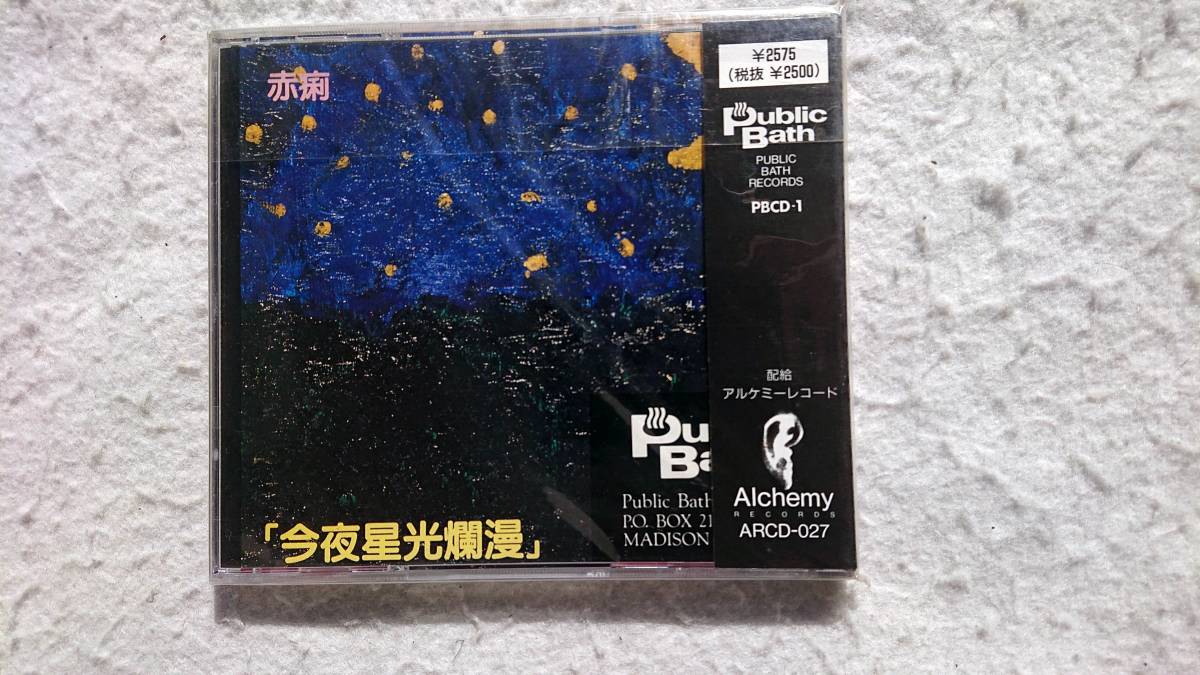 赤痢
「今夜星光爛漫」
Pu
Ba
Public Bath
P.O. BOX 21
MADISON
¥2575
(税抜 ¥2500)
Public
Bath
PUBLIC
BATH
RECORDS
PBCD-1
配給
アルケミーレコード
Alchemy
RECORDS
ARCD-027